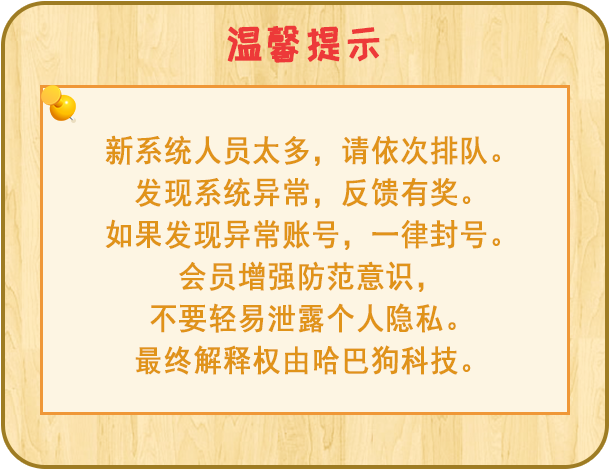 温馨提示
新系统人员太多，请依次排队。
发现系统异常，反馈有奖。
如果发现异常账号，一律封号。
会员增强防范意识，
不要轻易泄露个人隐私。
最终解释权由哈巴狗科技。